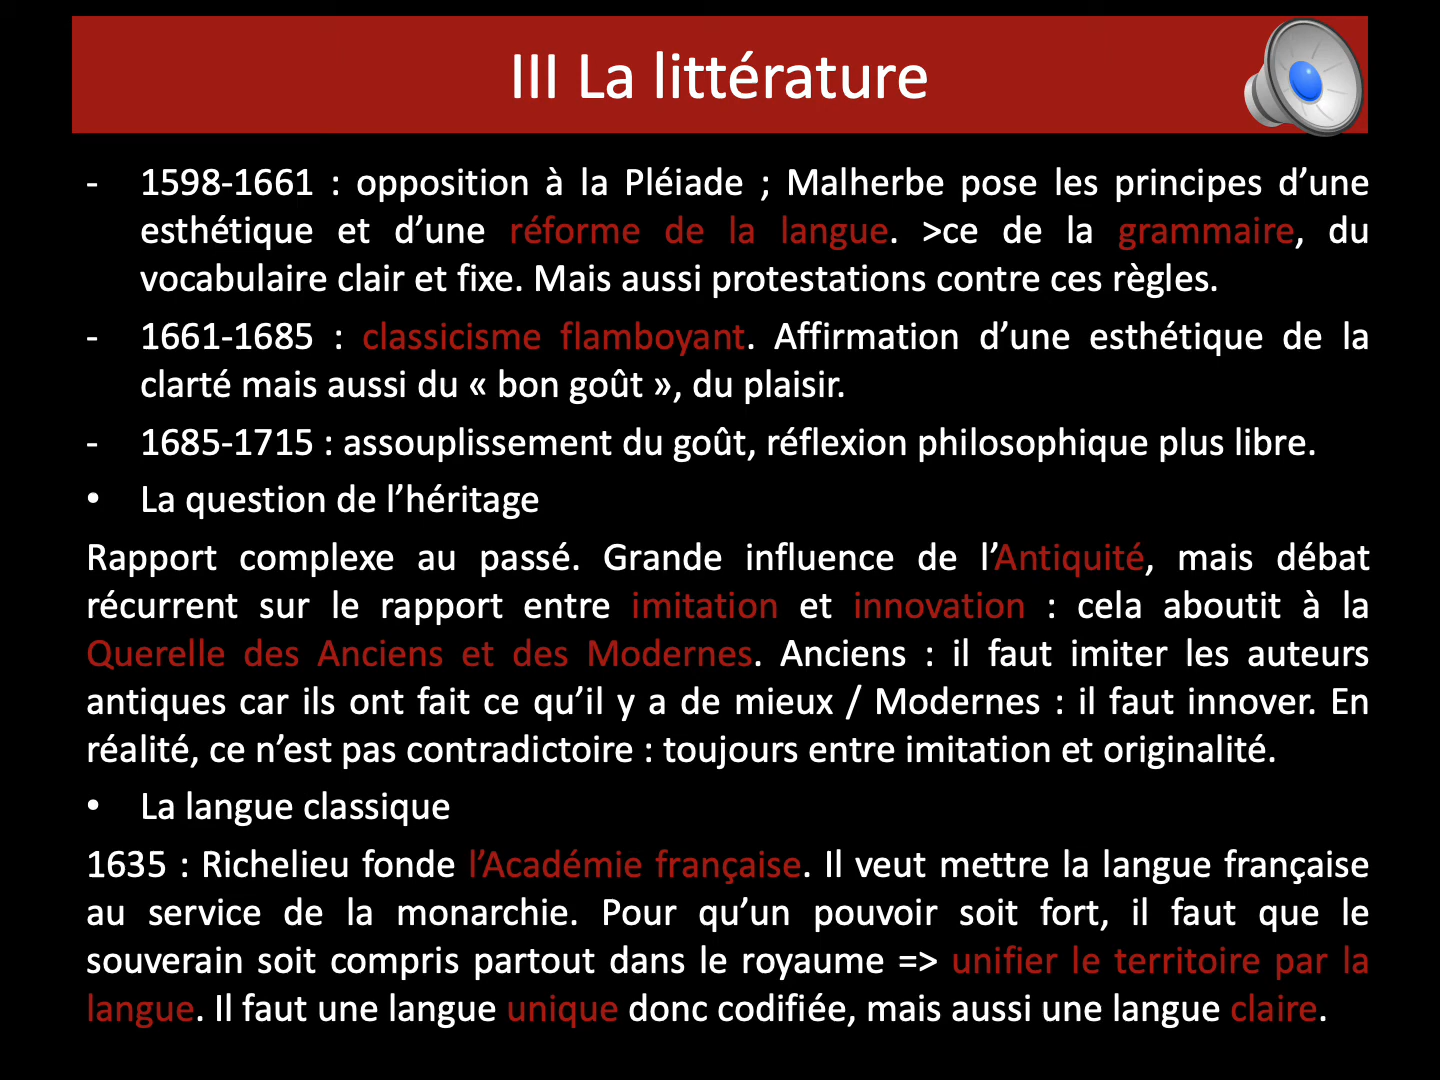 III La littérature
- 1598-1661 : opposition à la Pléiade ; Malherbe pose les principes d’une
esthétique et d’une réforme de la langue. >ce de la grammaire, du
vocabulaire clair et fixe. Mais aussi protestations contre ces règles.
- 1661-1685 : classicisme flamboyant. Affirmation d’une esthétique de la
clarté mais aussi du « bon goût », du plaisir.
- 1685-1715 : assouplissement du goût, réflexion philosophique plus libre.
• La question de l’héritage
Rapport complexe au passé. Grande influence de l’Antiquité, mais débat
récurrent sur le rapport entre imitation et innovation : cela aboutit à la
Querelle des Anciens et des Modernes. Anciens : il faut imiter les auteurs
antiques car ils ont fait ce qu’il y a de mieux / Modernes : il faut innover. En
réalité, ce n’est pas contradictoire : toujours entre imitation et originalité.
• La langue classique
1635 : Richelieu fonde l’Académie française. Il veut mettre la langue française
au service de la monarchie. Pour qu’un pouvoir soit fort, il faut que le
souverain soit compris partout dans le royaume => unifier le territoire par la
langue. Il faut une langue unique donc codifiée, mais aussi une langue claire.